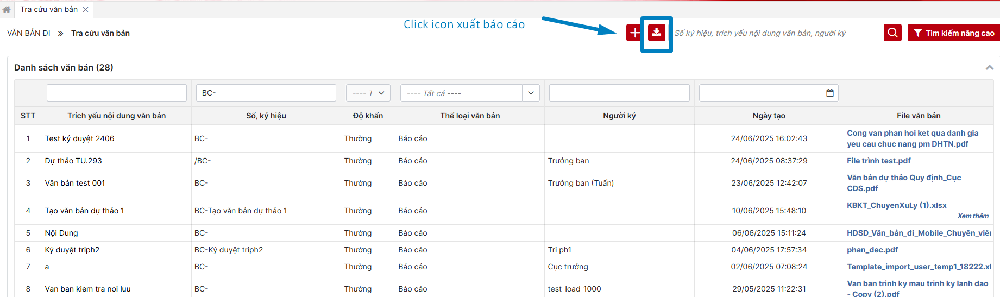 Tra cứu văn bản
Click icon xuất báo cáo
VĂN BẢN ĐI » Tra cứu văn bản
Số ký hiệu, trích yếu nội dung văn bản, người ký
Tìm kiếm nâng cao
Danh sách văn bản (28)
BC- ---- T ---- Tất cả ----
STT Trích yếu nội dung văn bản Số, ký hiệu Độ khẩn Thể loại văn bản Người ký Ngày tạo File văn bản
1 Test ký duyệt 2406 BC- Thường Báo cáo 24/06/2025 16:02:43 Cong van phan hoi ket qua danh gia
yeu cau chuc nang pm DHTN.pdf
2 Dự thảo TU.293 /BC- Thường Báo cáo Trưởng ban 24/06/2025 08:37:29 File trình test.pdf
3 Văn bản test 001 BC- Thường Báo cáo Trưởng ban (Tuấn) 23/06/2025 12:42:07 Văn bản dự thảo Quy định_Cục
CDS.pdf
4 Tạo văn bản dự thảo 1 BC-Tạo văn bản dự thảo 1 Thường Báo cáo 10/06/2025 15:48:10 KBKT_ChuyenXuLy (1).xlsx
Xem thêm
5 Nội Dung BC- Thường Báo cáo 06/06/2025 15:11:24 HDSD_Văn_bản_đi_Mobile_Chuyên_viên
6 Ký duyệt triph2 BC-Ký duyệt triph2 Thường Báo cáo Tri ph1 04/06/2025 17:57:34 phan_dec.pdf
7 a BC- Thường Báo cáo Cục trưởng 02/06/2025 07:08:24 Template_import_user_temp1_18222.xl
8 Van ban kiem tra noi luu BC- Thường Báo cáo test_load_1000 29/05/2025 11:22:31 Van ban trinh ky mau trinh ky lanh dao
- Copy (2).pdf